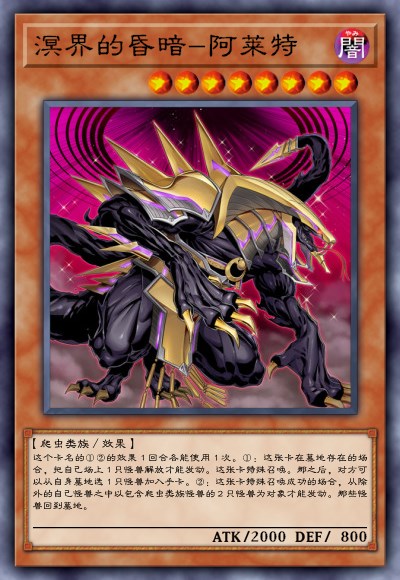 溟界的昏暗-阿莱特
やみ
闇
【爬虫类族/效果】
这个卡名的①②的效果1回合各能使用1次。①：这张卡在墓地存在的场
合，把自己场上1只怪兽解放才能发动。这张卡特殊召唤。那之后，对方可
以从自身墓地选1只怪兽加入手卡。②：这张卡特殊召唤成功的场合，从除
外的自己怪兽之中以包含爬虫类族怪兽的2只怪兽为对象才能发动。那些怪
兽回到墓地。
ATK/2000 DEF/ 800